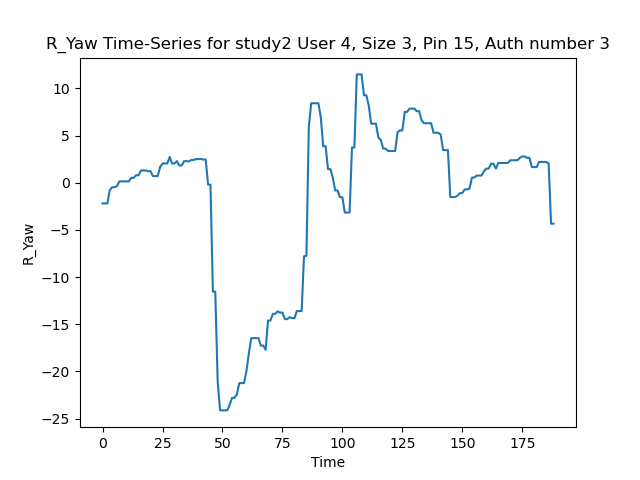 R_Yaw Time-Series for study2 User 4, Size 3, Pin 15, Auth number 3
10
5
0
−5
−10
−15
−20
−25
R_Yaw
0 25 50 75 100 125 150 175
Time